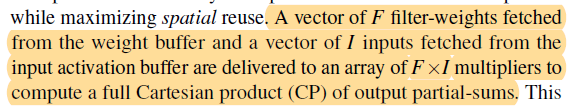 while maximizing spatial reuse. A vector of F filter-weights fetched
from the weight buffer and a vector of I inputs fetched from the
input activation buffer are delivered to an array of F×I multipliers to
compute a full Cartesian product (CP) of output partial-sums. This